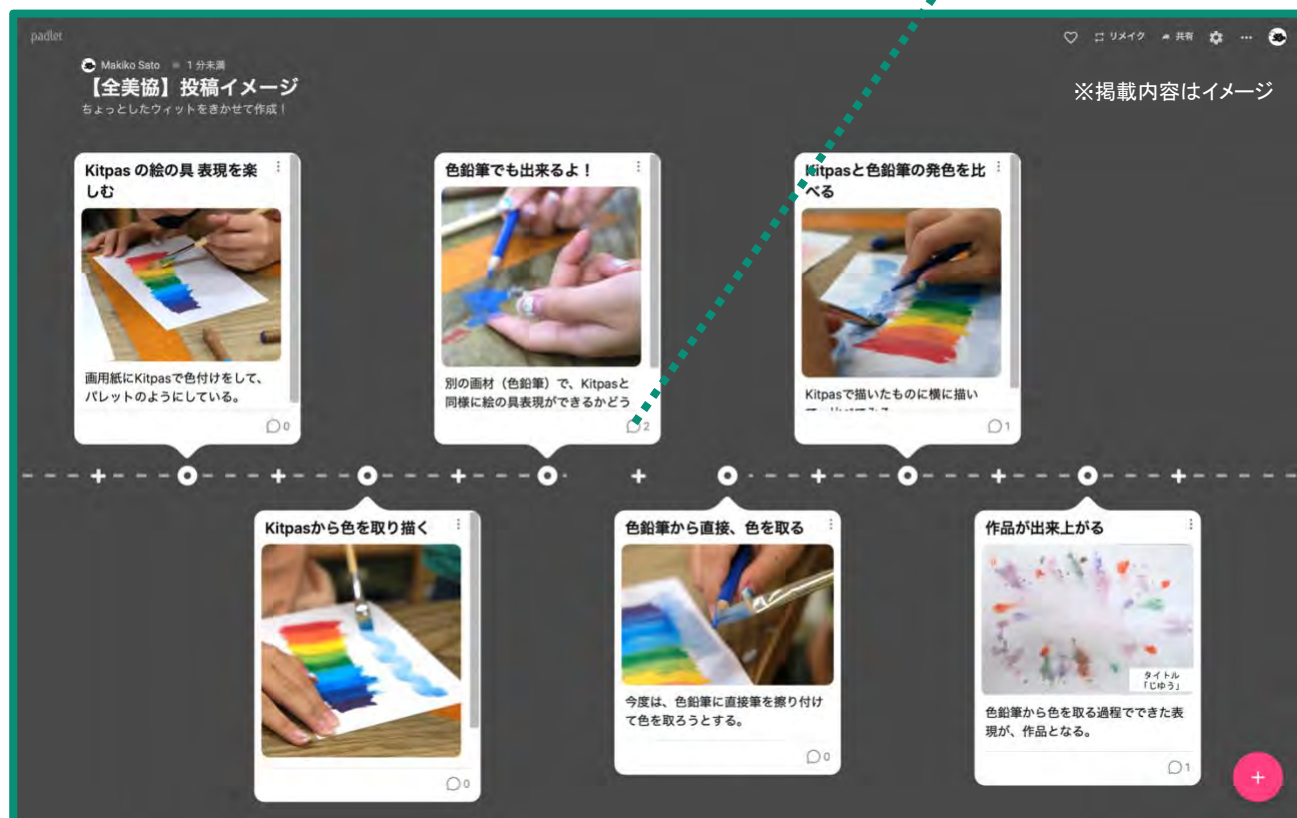 padlet
リメイク
共有
Makiko Sato
1 分未満
【全美協】投稿イメージ
ちょっとしたウィットをきかせて作成！
※掲載内容はイメージ
Kitpas の絵の具 表現を楽
しむ
画用紙にKitpasで色付けをして、
パレットのようにしている。
0
Kitpasから色を取り描く
0
色鉛筆でも出来るよ！
別の画材（色鉛筆）で、Kitpasと
同様に絵の具表現ができるかどう
2
色鉛筆から直接、色を取る
今度は、色鉛筆に直接筆を擦り付け
て色を取ろうとする。
0
Kitpasと色鉛筆の発色を比
べる
Kitpasで描いたものに横に描い
1
作品が出来上がる
タイトル
「じゆう」
色鉛筆から色を取る過程でできた表
現が、作品となる。
1